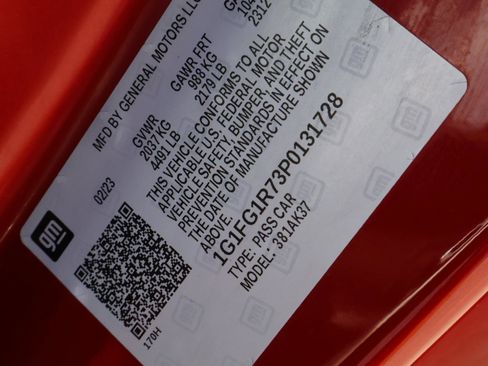 MFD BY GENERAL MOTORS LLC
02/23
GVWR
2037 KG
4491 LB
GAWR FRT
988 KG
2179 LB
2312
THIS VEHICLE CONFORMS TO ALL
APPLICABLE U.S. FEDERAL MOTOR
VEHICLE SAFETY, BUMPER, AND THEFT
PREVENTION STANDARDS IN EFFECT ON
THE DATE OF MANUFACTURE SHOWN
ABOVE.
1G1FG1R73P0131728
TYPE: PASS CAR
MODEL: 381AK37
gm
170H